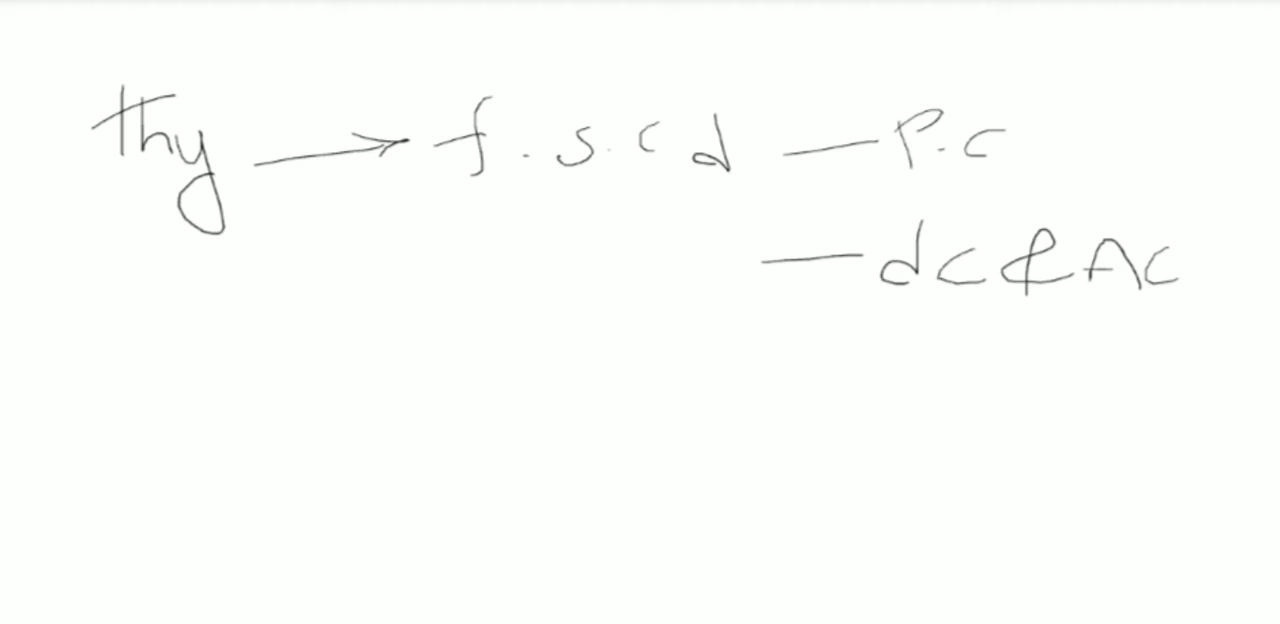 thy → f.s.c d — P.C
— dc & AC